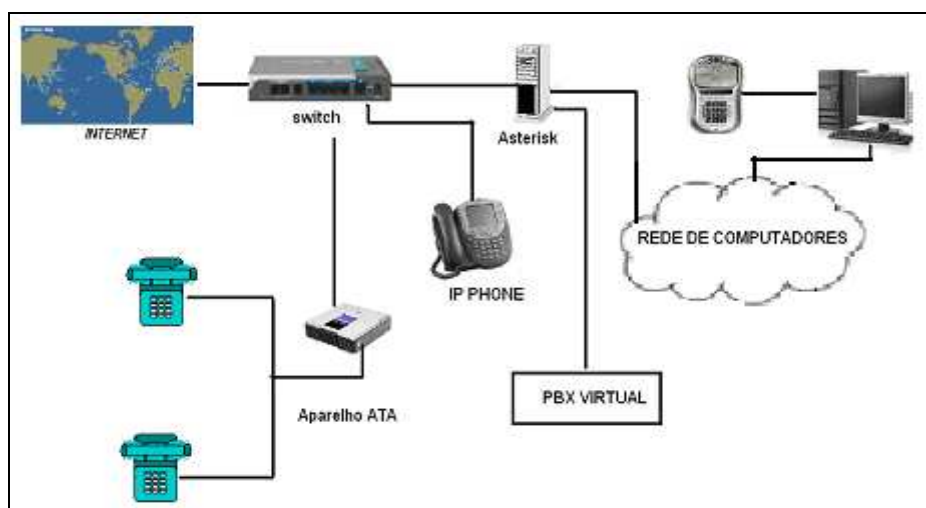 INTERNET
switch
Asterisk
REDE DE COMPUTADORES
IP PHONE
PBX VIRTUAL
Aparelho ATA